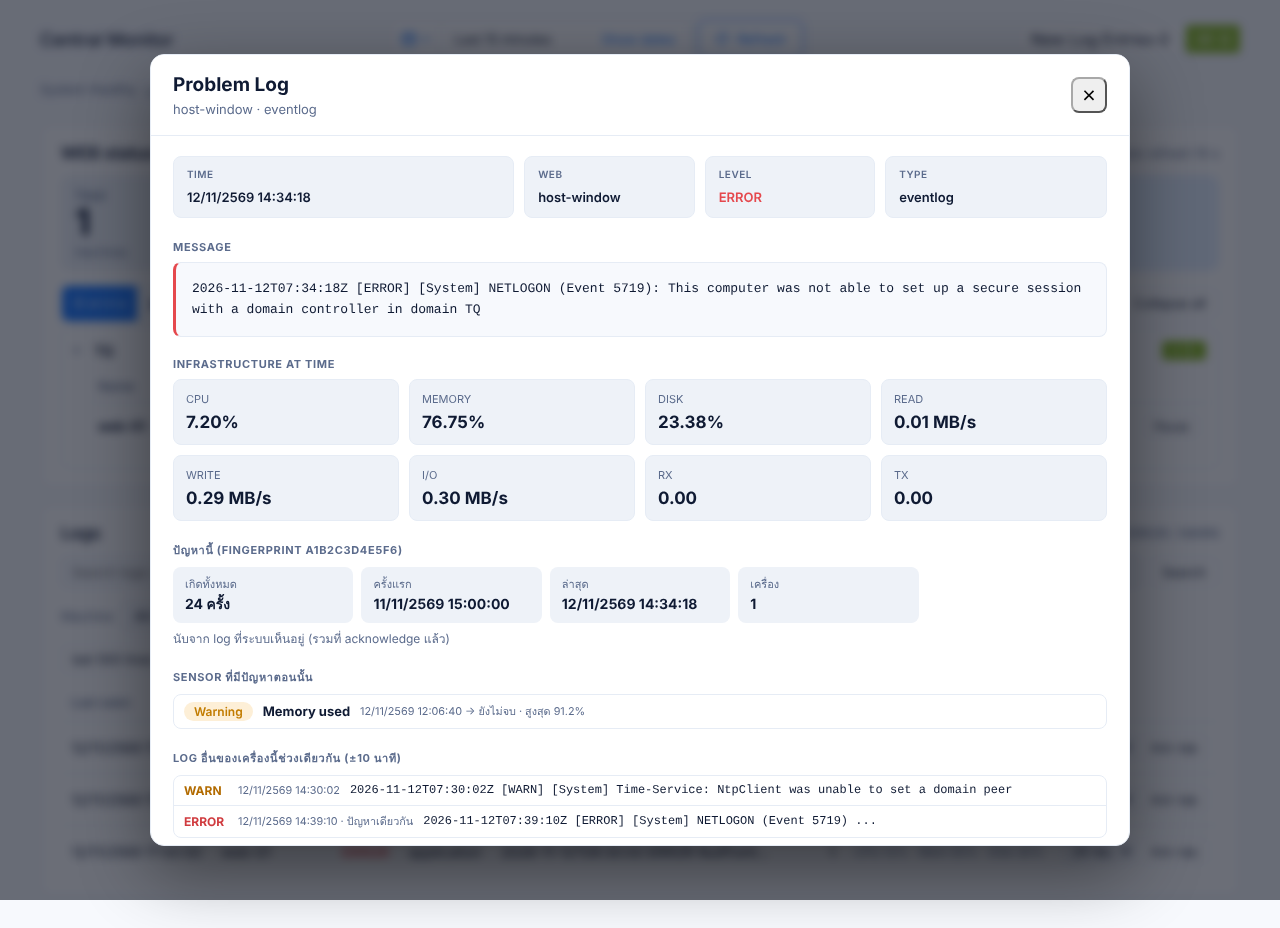 Central Monitor
Problem Log
host-window · eventlog
✕
TIME
12/11/2569 14:34:18
WEB
host-window
LEVEL
ERROR
TYPE
eventlog
MESSAGE
2026-11-12T07:34:18Z [ERROR] [System] NETLOGON (Event 5719): This computer was not able to set up a secure session
with a domain controller in domain TQ
INFRASTRUCTURE AT TIME
CPU
7.20%
MEMORY
76.75%
DISK
23.38%
READ
0.01 MB/s
WRITE
0.29 MB/s
I/O
0.30 MB/s
RX
0.00
TX
0.00
ปัญหานี้ (FINGERPRINT A1B2C3D4E5F6)
เกิดทั้งหมด
24 ครั้ง
ครั้งแรก
11/11/2569 15:00:00
ล่าสุด
12/11/2569 14:34:18
เครื่อง
1
นับจาก log ที่ระบบเห็นอยู่ (รวมที่ acknowledge แล้ว)
SENSOR ที่มีปัญหาตอนนั้น
Warning Memory used 12/11/2569 12:06:40 → ยังไม่จบ · สูงสุด 91.2%
LOG อื่นของเครื่องนี้ช่วงเดียวกัน (±10 นาที)
WARN 12/11/2569 14:30:02 2026-11-12T07:30:02Z [WARN] [System] Time-Service: NtpClient was unable to set a domain peer
ERROR 12/11/2569 14:39:10 · ปัญหาเดียวกัน 2026-11-12T07:39:10Z [ERROR] [System] NETLOGON (Event 5719) ...